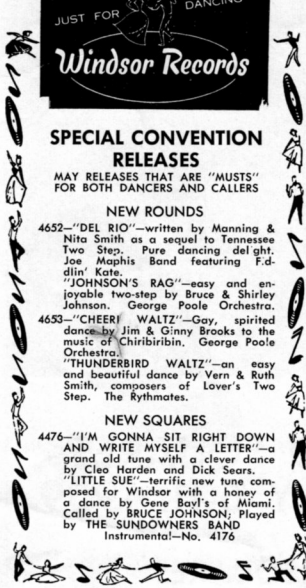 JUST FOR DANCING
Windsor Records
SPECIAL CONVENTION
RELEASES
MAY RELEASES THAT ARE "MUSTS"
FOR BOTH DANCERS AND CALLERS
NEW ROUNDS
4652—"DEL RIO"—written by Manning &
Nita Smith as a sequel to Tennessee
Two Step. Pure dancing del ght.
Joe Maphis Band featuring F.d-
dlin' Kate.
"JOHNSON'S RAG"—easy and en-
joyable two-step by Bruce & Shirley
Johnson. George Poole Orchestra.
4653—"CHEERI WALTZ"—Gay, spirited
dance by Jim & Ginny Brooks to the
music of Chiribiribin. George Poole
Orchestra.
"THUNDERBIRD WALTZ"—an easy
and beautiful dance by Vern & Ruth
Smith, composers of Lover's Two
Step. The Rythmates.
NEW SQUARES
4476—"I'M GONNA SIT RIGHT DOWN
AND WRITE MYSELF A LETTER"—a
grand old tune with a clever dance
by Cleo Harden and Dick Sears.
"LITTLE SUE"—terrific new tune com-
posed for Windsor with a honey of
a dance by Gene Bayl's of Miami.
Called by BRUCE JOHNSON; Played
by THE SUNDOWNERS BAND
Instrumental—No. 4176